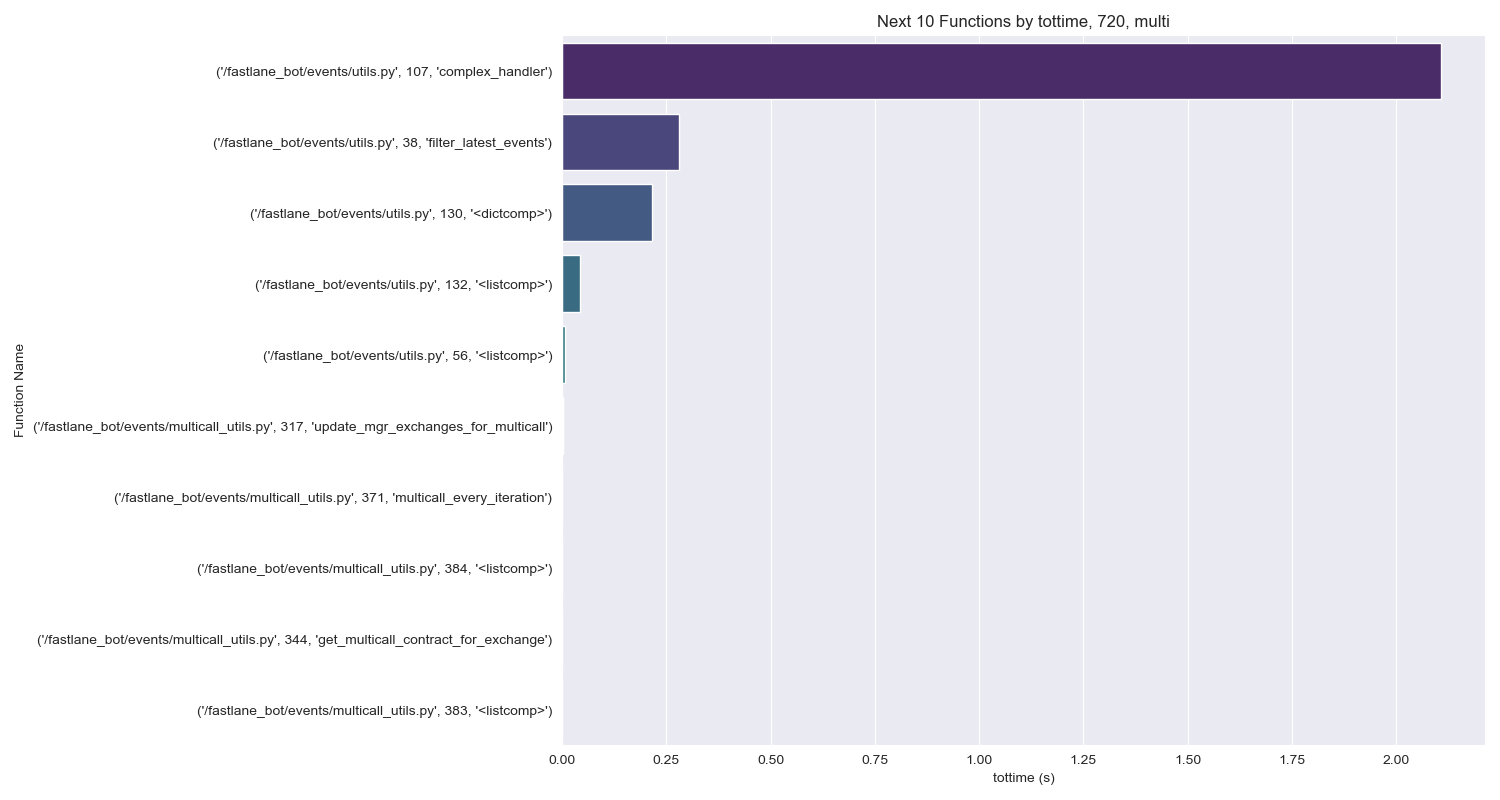 Next 10 Functions by tottime, 720, multi
('/fastlane_bot/events/utils.py', 107, 'complex_handler')
('/fastlane_bot/events/utils.py', 38, 'filter_latest_events')
('/fastlane_bot/events/utils.py', 130, '<dictcomp>')
('/fastlane_bot/events/utils.py', 132, '<listcomp>')
('/fastlane_bot/events/utils.py', 56, '<listcomp>')
('/fastlane_bot/events/multicall_utils.py', 317, 'update_mgr_exchanges_for_multicall')
('/fastlane_bot/events/multicall_utils.py', 371, 'multicall_every_iteration')
('/fastlane_bot/events/multicall_utils.py', 384, '<listcomp>')
('/fastlane_bot/events/multicall_utils.py', 344, 'get_multicall_contract_for_exchange')
('/fastlane_bot/events/multicall_utils.py', 383, '<listcomp>')
Function Name
0.00 0.25 0.50 0.75 1.00 1.25 1.50 1.75 2.00
tottime (s)